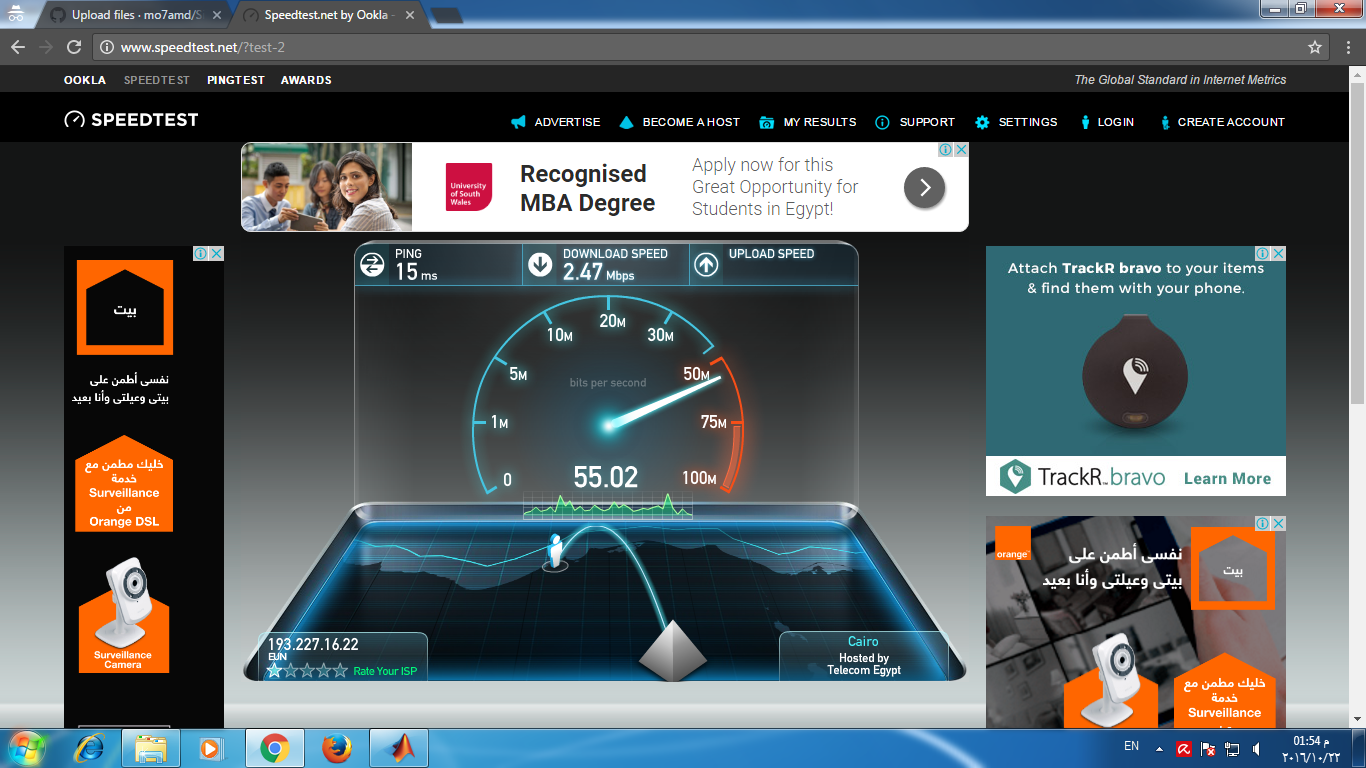 Upload files · mo7amd/S
Speedtest.net by Ookla -
www.speedtest.net/?test-2
OOKLA SPEEDTEST PINGTEST AWARDS
The Global Standard in Internet Metrics
SPEEDTEST
ADVERTISE BECOME A HOST MY RESULTS SUPPORT SETTINGS LOGIN CREATE ACCOUNT
University of South Wales
Recognised
MBA Degree
Apply now for this
Great Opportunity for
Students in Egypt!
بيت
نفسى أطمن على
بيتى وعيلتى وأنا بعيد
خليك مطمن مع
خدمة
Surveillance
من
Orange DSL
Surveillance
Camera
PING
15 ms
DOWNLOAD SPEED
2.47 Mbps
UPLOAD SPEED
0
1M
5M
10M
20M
30M
50M
75M
100M
bits per second
55.02
193.227.16.22
EUN
Rate Your ISP
Cairo
Hosted by
Telecom Egypt
Attach TrackR bravo to your items
& find them with your phone.
TrackR bravo
Learn More
orange
نفسى أطمن على
بيتى وعيلتى وأنا بعيد
بيت
خليك مطمن مع
خدمة
Surveillance
EN
01:54 م
٢٠١٦/١٠/٢٢